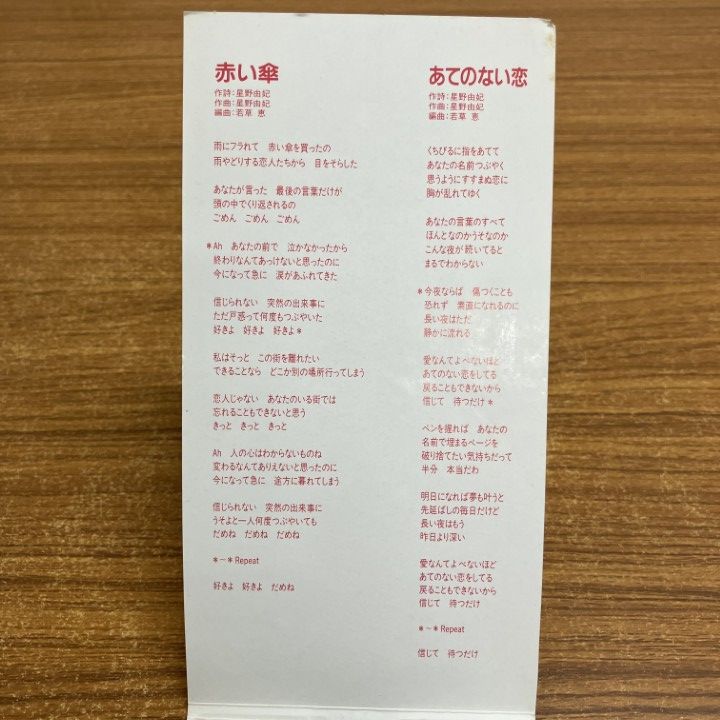 赤い傘
作詩：星野由妃
作曲：星野由妃
編曲：若草 恵
雨にフラれて　赤い傘を買ったの
雨やどりする恋人たちから　目をそらした
あなたが言った　最後の言葉だけが
頭の中でくり返されるの
ごめん　ごめん　ごめん
＊Ah　あなたの前で　泣かなかったから
終わりなんてあっけないと思ったのに
今になって急に　涙があふれてきた
信じられない　突然の出来事に
ただ戸惑って何度もつぶやいた
好きよ　好きよ　好きよ＊
私はそっと　この街を離れたい
できることなら　どこか別の場所行ってしまう
恋人じゃない　あなたのいる街では
忘れることもできないと思う
きっと　きっと　きっと
Ah　人の心はわからないものね
変わるなんてありえないと思ったのに
今になって急に　途方に暮れてしまう
信じられない　突然の出来事に
うそよと一人何度つぶやいても
だめね　だめね　だめね
＊～＊Repeat
好きよ　好きよ　だめね
あてのない恋
作詩：星野由妃
作曲：星野由妃
編曲：若草 恵
くちびるに指をあてて
あなたの名前つぶやく
思うようにすすまぬ恋に
胸が乱れてゆく
あなたの言葉のすべて
ほんとなのかうそなのか
こんな夜が続いてると
まるでわからない
＊今夜ならば　傷つくことも
恐れず　素直になれるのに
長い夜はただ
静かに流れる
愛なんてよべないほど
あてのない恋をしてる
戻ることもできないから
信じて　待つだけ＊
ペンを握れば　あなたの
名前で埋まるページを
破り捨てたい気持ちだって
半分　本当だわ
明日になれば夢も叶うと
先延ばしの毎日だけど
長い夜はもう
昨日より深い
愛なんてよべないほど
あてのない恋をしてる
戻ることもできないから
信じて　待つだけ
＊～＊Repeat
信じて　待つだけ